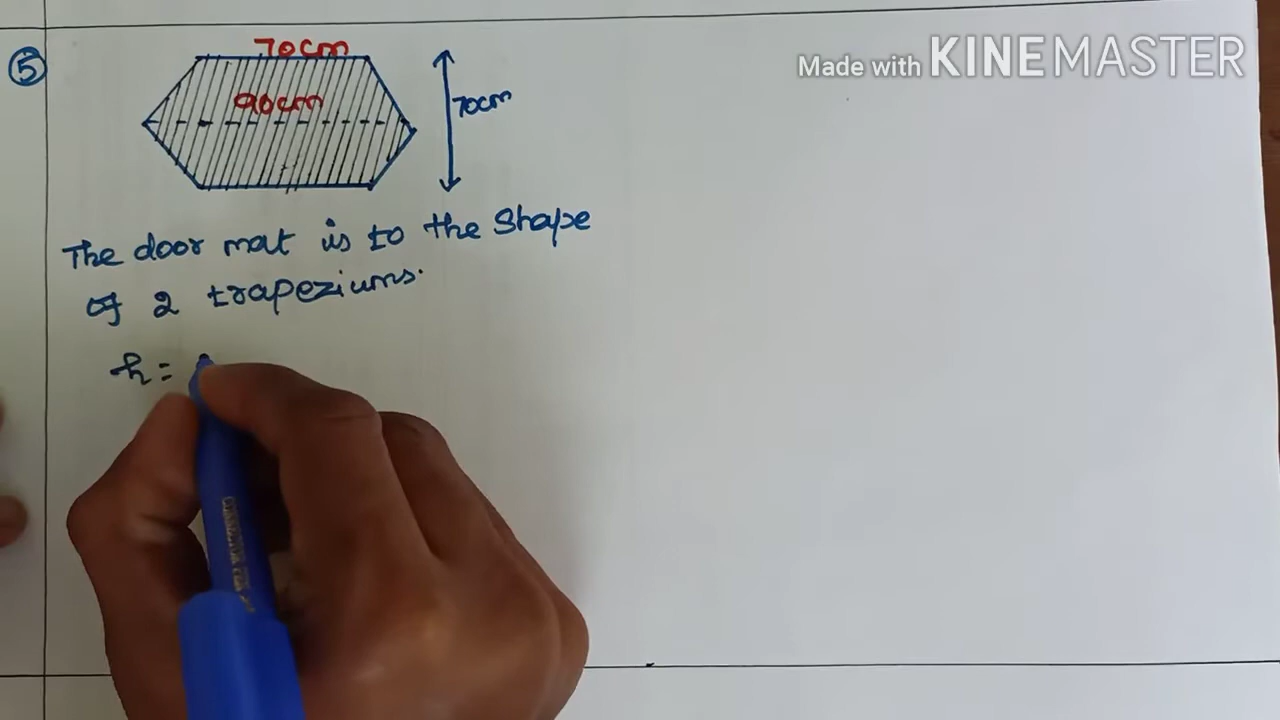 Made with KINEMASTER
5
70cm
90cm
70cm
The door mat is to the shape
of 2 trapeziums.
h =